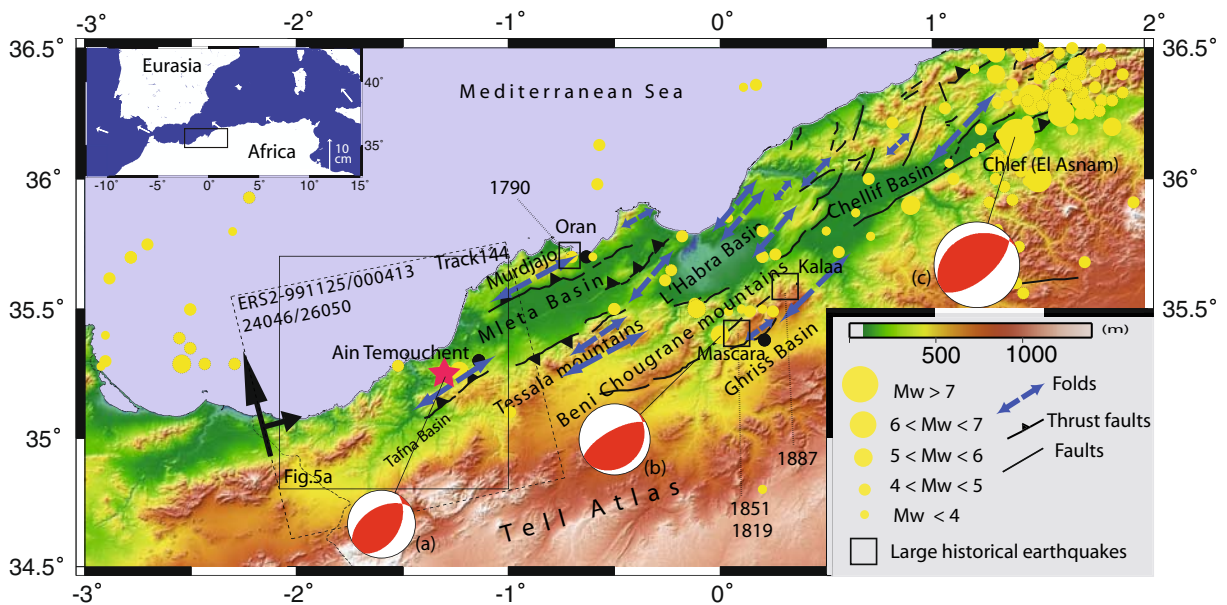 -3°
-2°
-1°
0°
1°
2°
36.5°
36.5°
Eurasia
40°
Mediterranean Sea
35°
Africa
10
cm
-10°
-5°
0°
5°
10°
15°
Chlef (El Asnam)
36°
36°
1790
Chellif Basin
Oran
Track144
Murdjajo
L'Habra Basin
Kalaa
(c)
ERS2-991125/000413
24046/26050
Mleta Basin
35.5°
35.5°
Ain Temouchent
Tessala mountains
Beni Chougrane mountains
Mascara
Ghriss Basin
Tafna Basin
35°
35°
Fig.5a
(b)
1887
(a)
Tell Atlas
1851
1819
(m)
500
1000
Mw > 7
Folds
6 < Mw < 7
Thrust faults
5 < Mw < 6
Faults
4 < Mw < 5
Mw < 4
Large historical earthquakes
34.5°
34.5°
-3°
-2°
-1°
0°
1°
2°